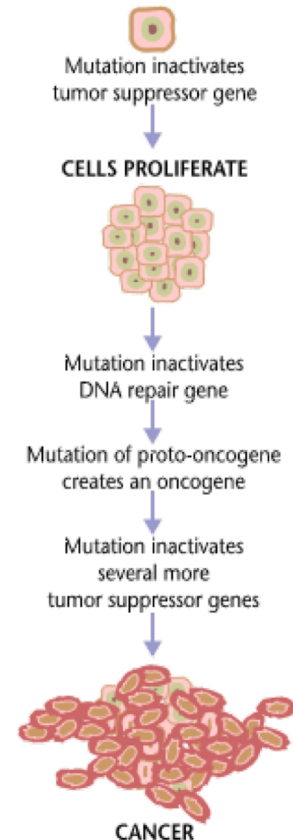 Mutation inactivates
tumor suppressor gene
CELLS PROLIFERATE
Mutation inactivates
DNA repair gene
Mutation of proto-oncogene
creates an oncogene
Mutation inactivates
several more
tumor suppressor genes
CANCER